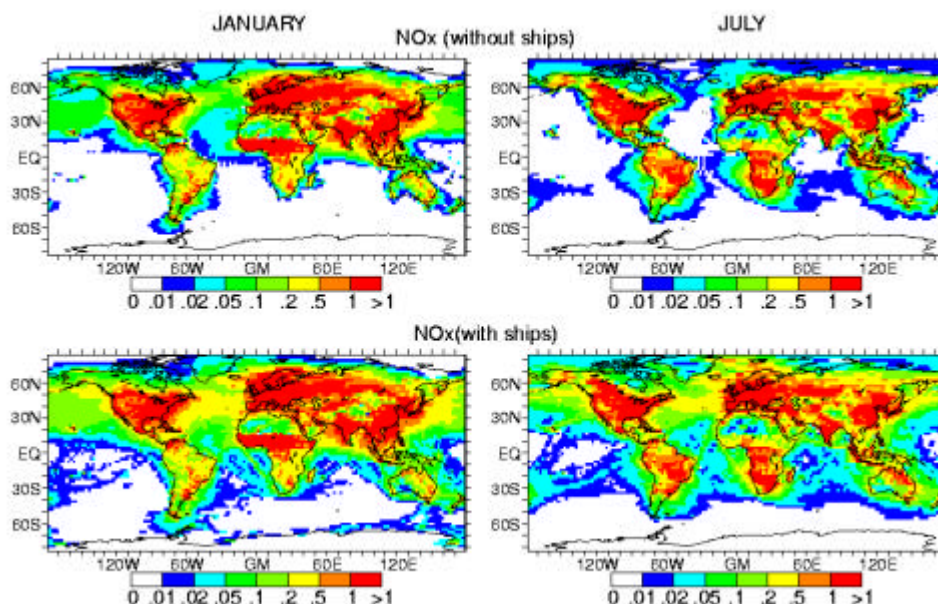 JANUARY JULY
NOx (without ships)
60N 60N
30N 30N
EQ EQ
30S 30S
60S 60S
120W 60W GM 60E 120E 120W 60W GM 60E 120E
0 .01 .02 .05 .1 .2 .5 1 >1 0 .01 .02 .05 .1 .2 .5 1 >1
NOx(with ships)
60N 60N
30N 30N
EQ EQ
30S 30S
60S 60S
120W 60W GM 60E 120E 120W 60W GM 60E 120E
0 .01 .02 .05 .1 .2 .5 1 >1 0 .01 .02 .05 .1 .2 .5 1 >1